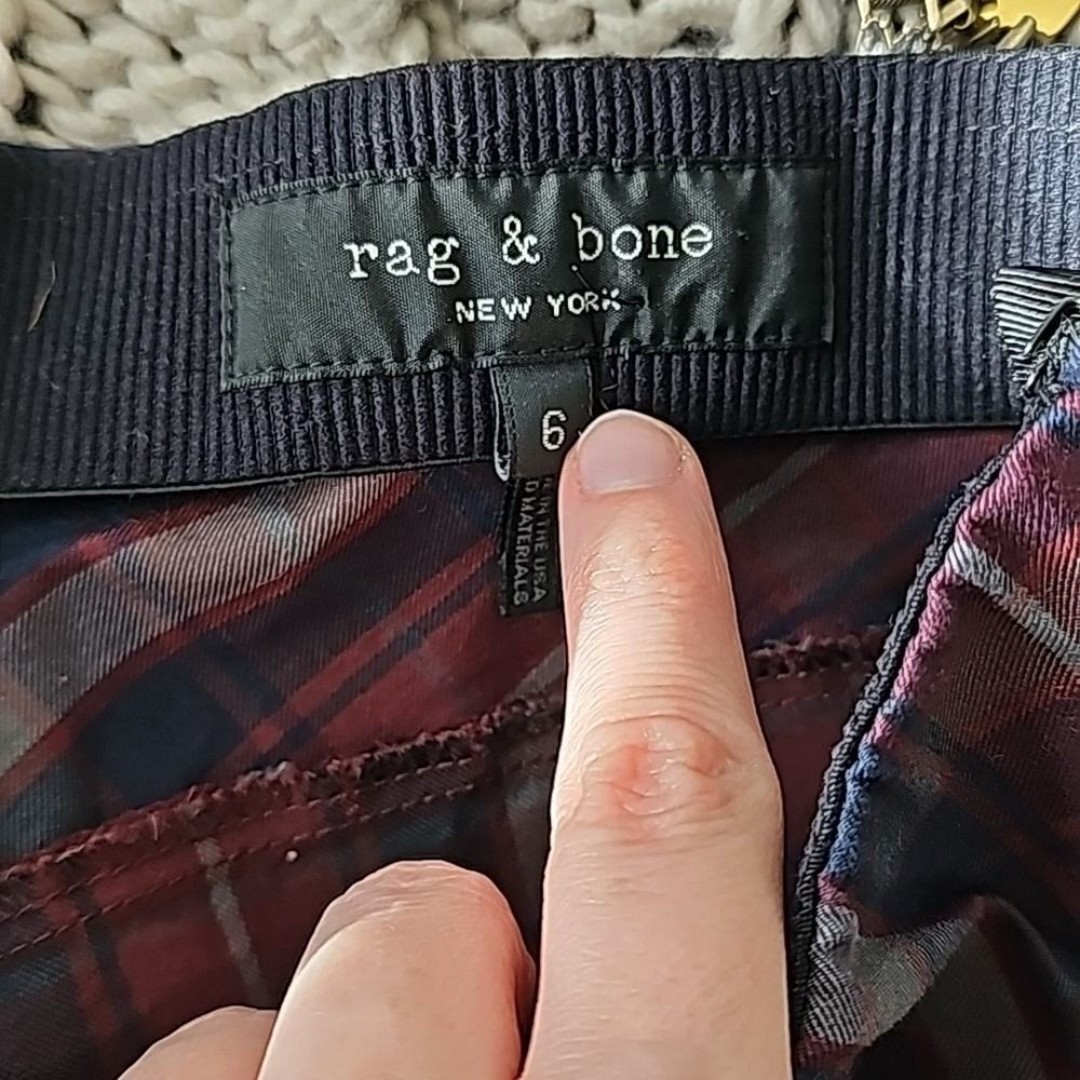 rag & bone
NEW YORK
6
IN THE USA
MATERIALS